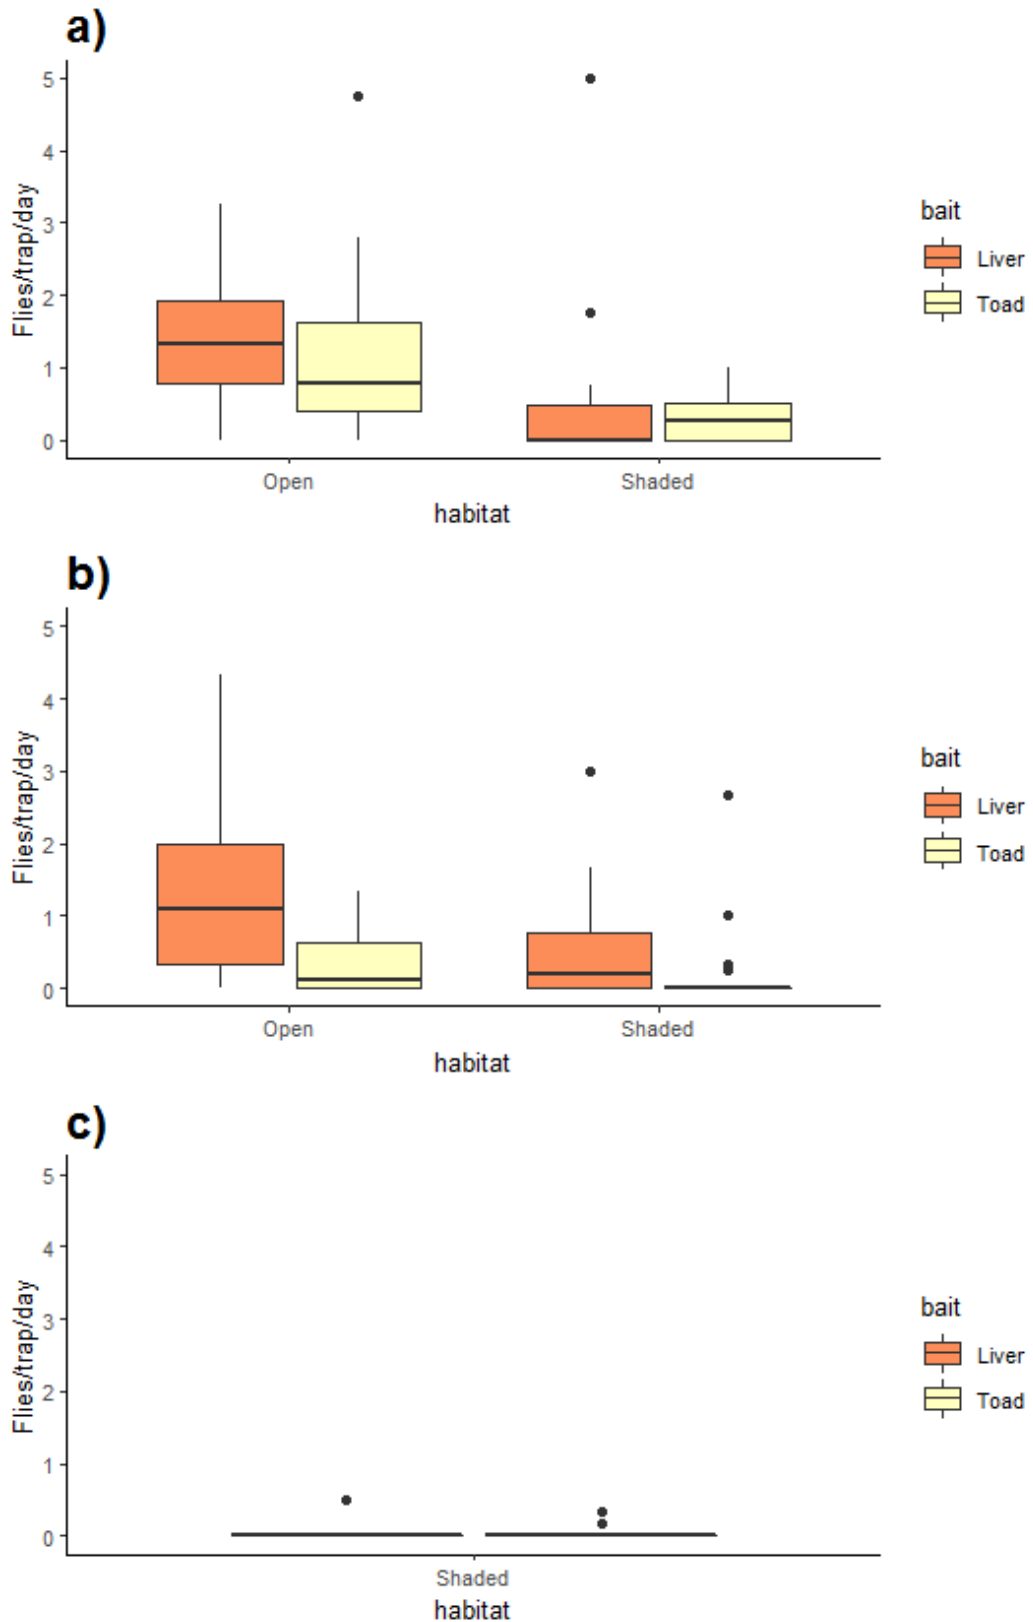 a)
5
4
3
2
1
0
Flies/trap/day
Open Shaded
habitat
bait
Liver
Toad
b)
5
4
3
2
1
0
Flies/trap/day
Open Shaded
habitat
bait
Liver
Toad
c)
5
4
3
2
1
0
Flies/trap/day
Shaded
habitat
bait
Liver
Toad